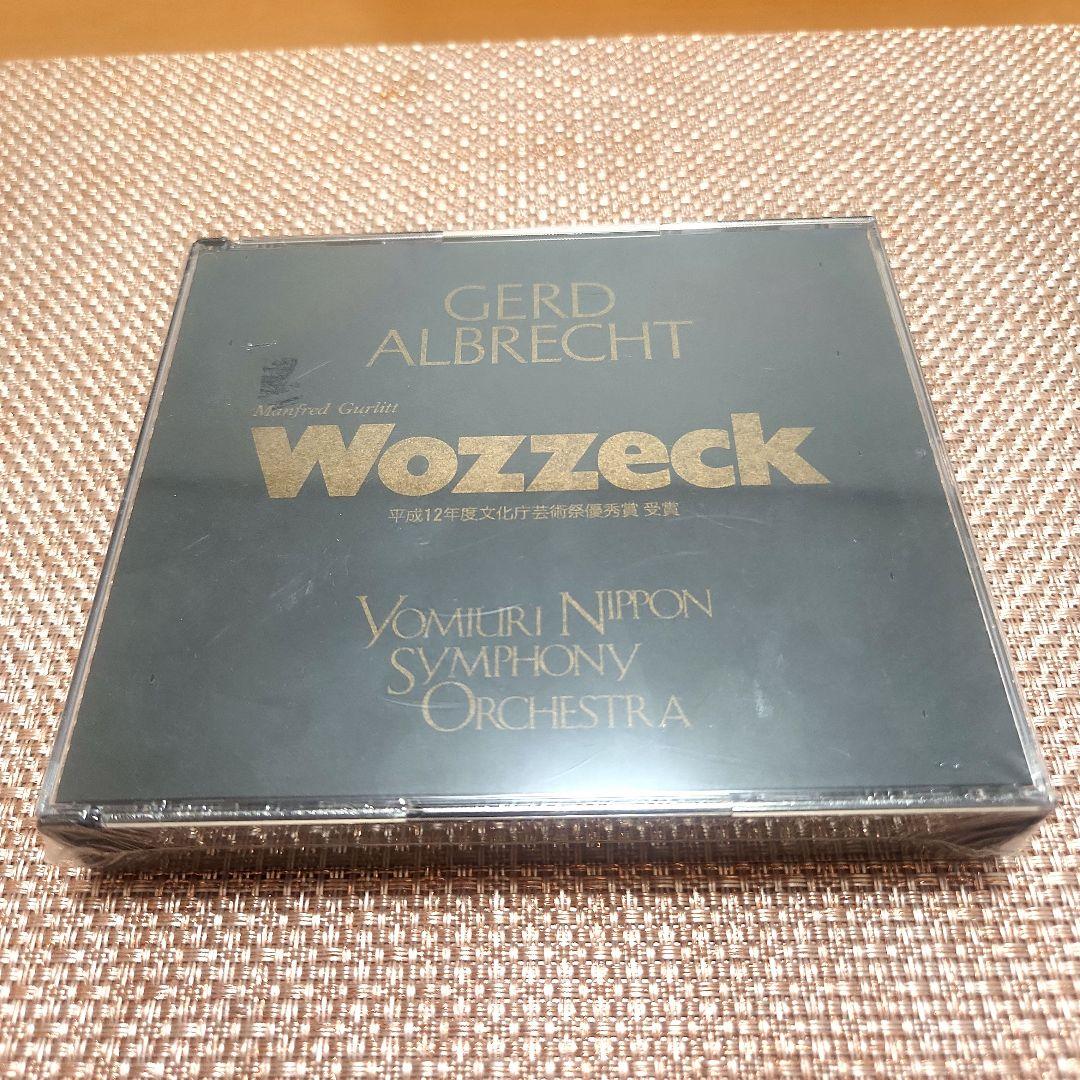 GERD
ALBRECHT
Manfred Gurlitt
Wozzeck
平成12年度文化庁芸術祭優秀賞 受賞
YOMIURI NIPPON
SYMPHONY
ORCHESTRA